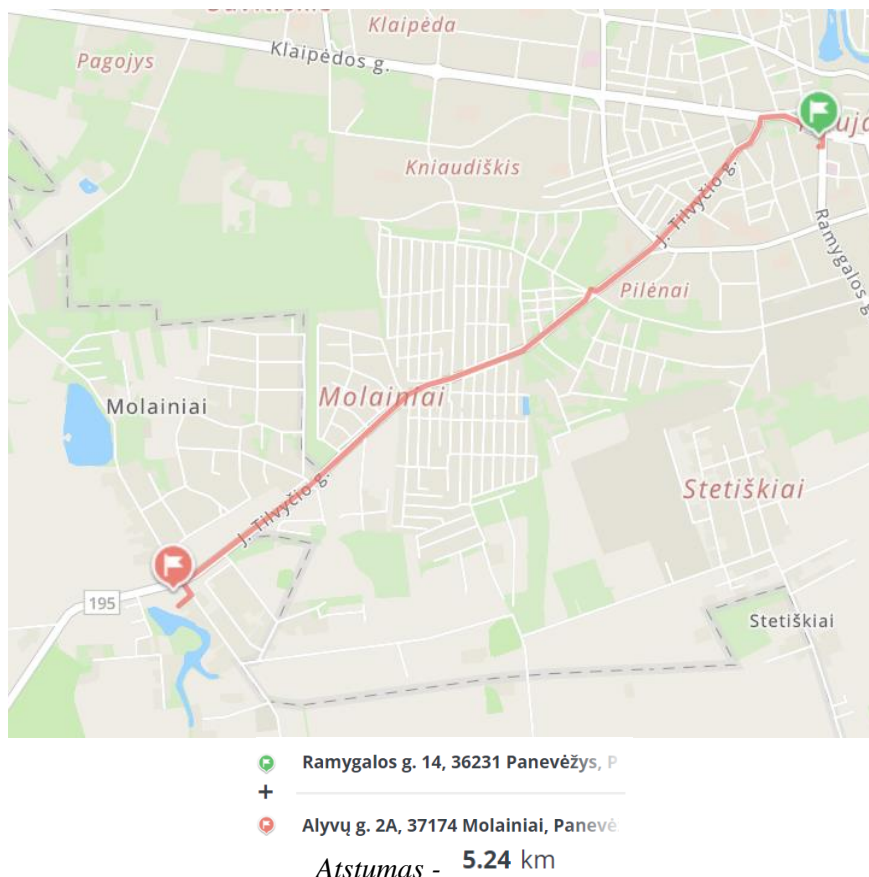 Klaipėda
Klaipėdos g.
Pagojys
Kniaudiškis
J. Tilvyčio g.
Ramygalos g
Pilėnai
Molainiai
Molainiai
Stetiškiai
J. Tilvyčio g.
195
Stetiškiai
Ramygalos g. 14, 36231 Panevėžys, P
+
Alyvų g. 2A, 37174 Molainiai, Panevė
Atstumas - 5.24 km